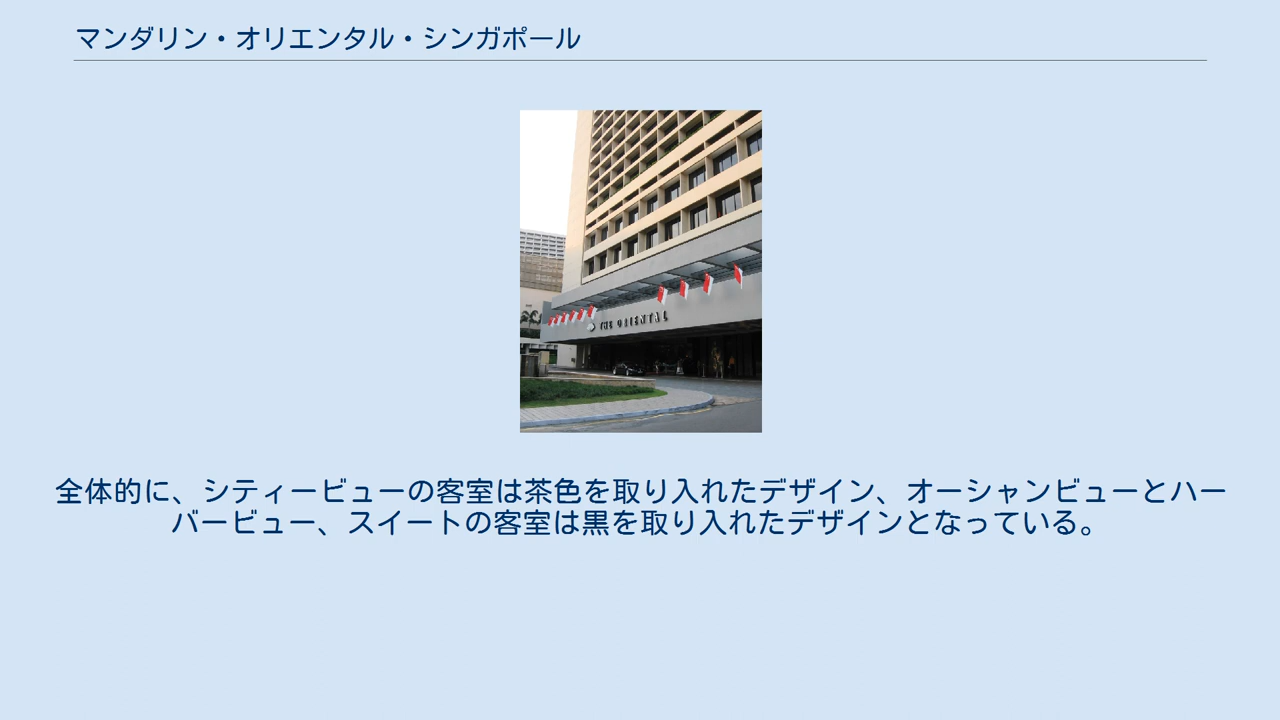 マンダリン・オリエンタル・シンガポール
THE ORIENTAL
全体的に、シティービューの客室は茶色を取り入れたデザイン、オーシャンビューとハー
バービュー、スイートの客室は黒を取り入れたデザインとなっている。